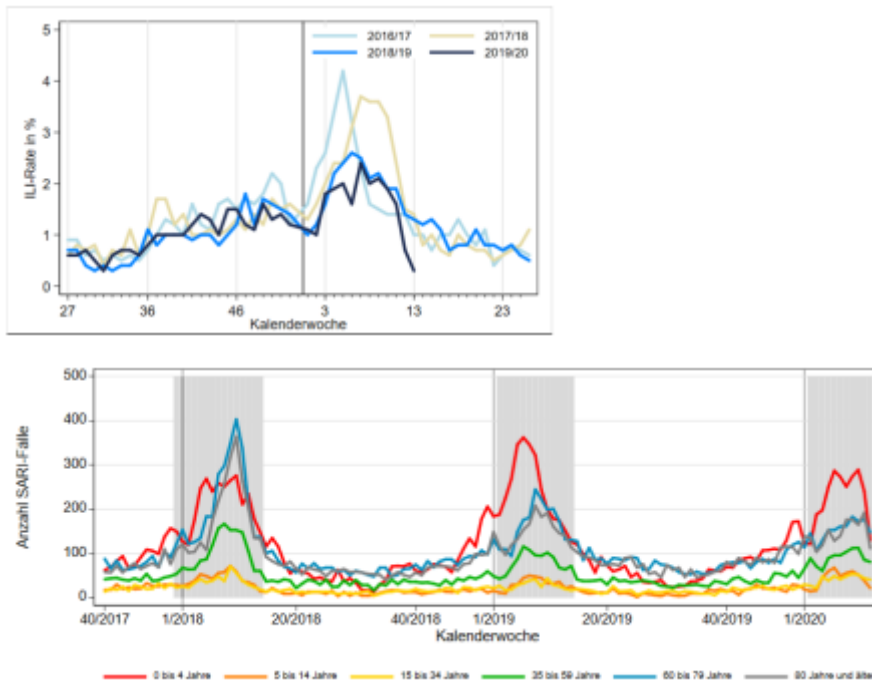 5
2016/17 2017/18
2018/19 2019/20
4
3
2
1
0
ILI-Rate in %
27 36 46 3 13 23
Kalenderwoche
500
400
300
200
100
0
Anzahl SARI-Fälle
40/2017 1/2018 20/2018 40/2018 1/2019 20/2019 40/2019 1/2020
Kalenderwoche
0 bis 4 Jahre 5 bis 14 Jahre 15 bis 34 Jahre 35 bis 59 Jahre 60 bis 79 Jahre 80 Jahre und älte